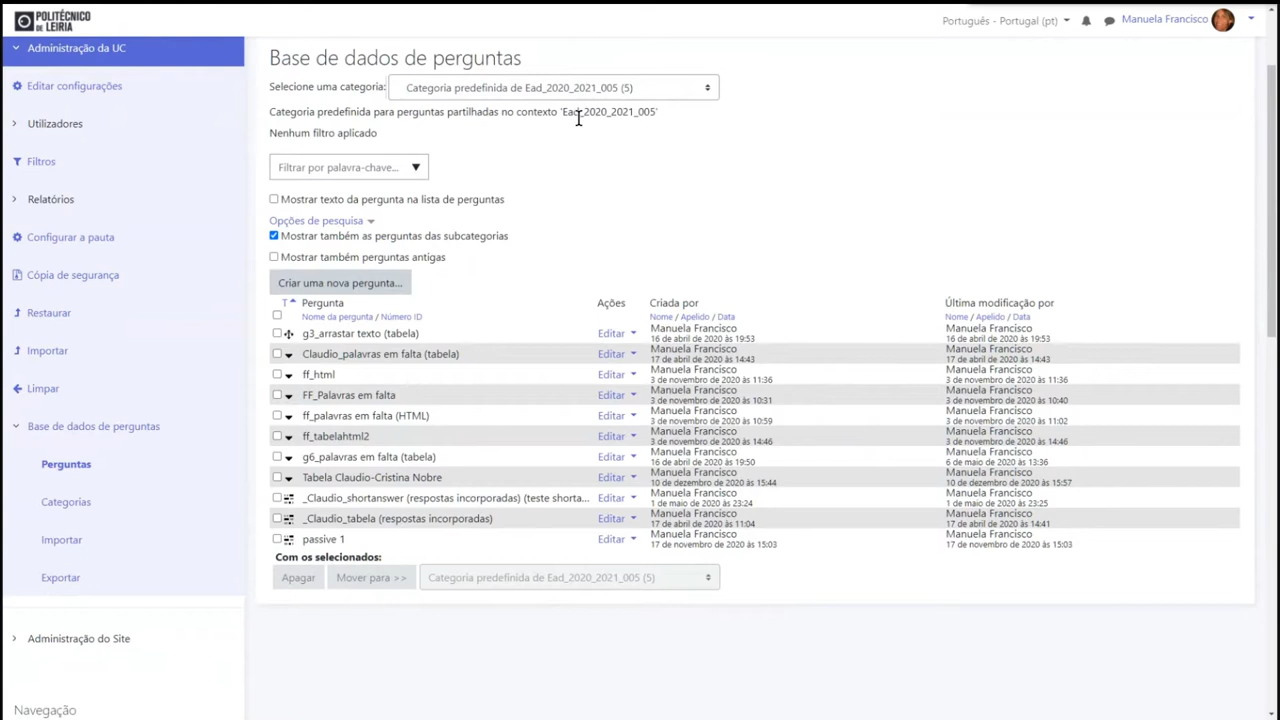 POLITÉCNICO
DE LEIRIA
Português - Portugal (pt)
Manuela Francisco
Administração da UC
Editar configurações
Utilizadores
Filtros
Relatórios
Configurar a pauta
Cópia de segurança
Restaurar
Importar
Limpar
Base de dados de perguntas
Perguntas
Categorias
Importar
Exportar
Administração do Site
Navegação
Base de dados de perguntas
Selecione uma categoria: Categoria predefinida de Ead_2020_2021_005 (5)
Categoria predefinida para perguntas partilhadas no contexto 'Ead_2020_2021_005'
Nenhum filtro aplicado
Filtrar por palavra-chave...
Mostrar texto da pergunta na lista de perguntas
Opções de pesquisa
Mostrar também as perguntas das subcategorias
Mostrar também perguntas antigas
Criar uma nova pergunta...
T Pergunta Ações Criada por Última modificação por
Nome da pergunta / Número ID Nome / Apelido / Data Nome / Apelido / Data
g3_arrastar texto (tabela) Editar Manuela Francisco Manuela Francisco
16 de abril de 2020 às 19:53 16 de abril de 2020 às 19:53
Claudio_palavras em falta (tabela) Editar Manuela Francisco Manuela Francisco
17 de abril de 2020 às 14:43 17 de abril de 2020 às 14:43
ff_html Editar Manuela Francisco Manuela Francisco
3 de novembro de 2020 às 11:36 3 de novembro de 2020 às 11:36
FF_Palavras em falta Editar Manuela Francisco Manuela Francisco
3 de novembro de 2020 às 10:31 3 de novembro de 2020 às 10:40
ff_palavras em falta (HTML) Editar Manuela Francisco Manuela Francisco
3 de novembro de 2020 às 10:59 3 de novembro de 2020 às 11:02
ff_tabelahtml2 Editar Manuela Francisco Manuela Francisco
3 de novembro de 2020 às 14:46 3 de novembro de 2020 às 14:46
g6_palavras em falta (tabela) Editar Manuela Francisco Manuela Francisco
16 de abril de 2020 às 19:50 6 de maio de 2020 às 13:36
Tabela Claudio-Cristina Nobre Editar Manuela Francisco Manuela Francisco
10 de dezembro de 2020 às 15:44 10 de dezembro de 2020 às 15:57
_Claudio_shortanswer (respostas incorporadas) (teste shorta... Editar Manuela Francisco Manuela Francisco
1 de maio de 2020 às 23:24 1 de maio de 2020 às 23:25
_Claudio_tabela (respostas incorporadas) Editar Manuela Francisco Manuela Francisco
17 de abril de 2020 às 11:04 17 de abril de 2020 às 14:41
passive 1 Editar Manuela Francisco Manuela Francisco
17 de novembro de 2020 às 15:03 17 de novembro de 2020 às 15:03
Com os selecionados:
Apagar Mover para >> Categoria predefinida de Ead_2020_2021_005 (5)